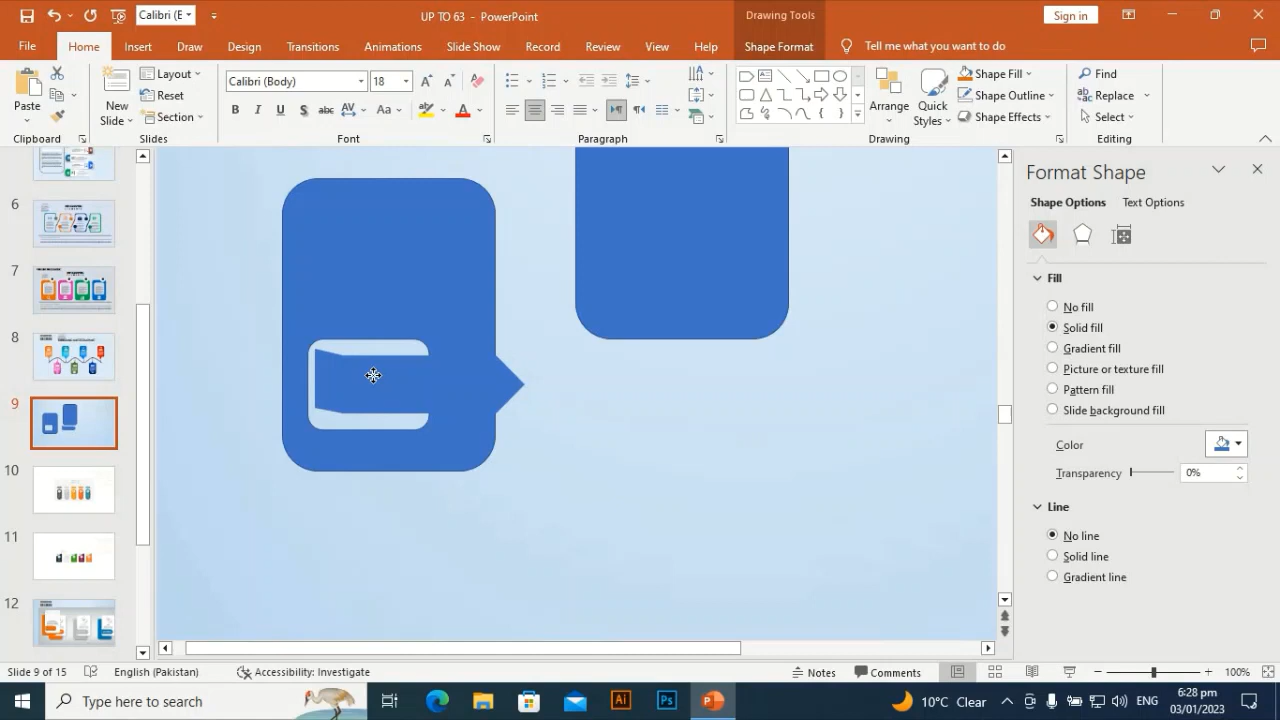 Calibri (E
UP TO 63 - PowerPoint
Drawing Tools
Sign in
File
Home
Insert
Draw
Design
Transitions
Animations
Slide Show
Record
Review
View
Help
Shape Format
Tell me what you want to do
Paste
Clipboard
New
Slide
Layout
Reset
Section
Slides
Calibri (Body)
18
B I U S abc AV Aa A
Font
Paragraph
Arrange
Quick
Styles
Shape Fill
Shape Outline
Shape Effects
Drawing
Find
Replace
Select
Editing
6
7
8
9
10
11
12
Format Shape
Shape Options
Text Options
Fill
No fill
Solid fill
Gradient fill
Picture or texture fill
Pattern fill
Slide background fill
Color
Transparency
0%
Line
No line
Solid line
Gradient line
Slide 9 of 15
English (Pakistan)
Accessibility: Investigate
Notes
Comments
100%
Type here to search
Ai
Ps
P
10°C Clear
ENG
6:28 pm
03/01/2023